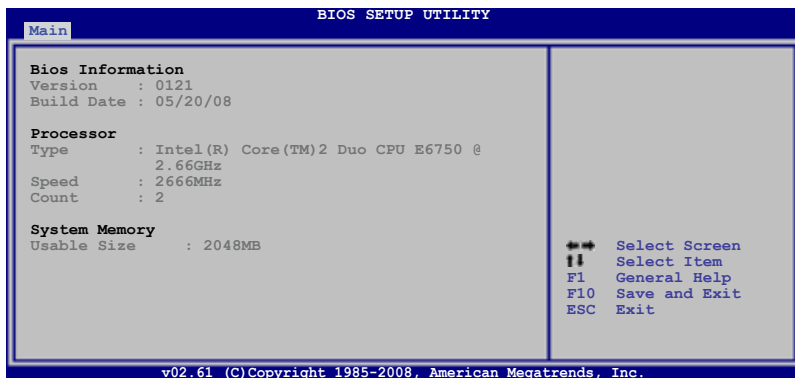 BIOS SETUP UTILITY
Main
Bios Information
Version : 0121
Build Date : 05/20/08
Processor
Type : Intel(R) Core(TM)2 Duo CPU E6750 @
2.66GHz
Speed : 2666MHz
Count : 2
System Memory
Usable Size : 2048MB
←→ Select Screen
↑↓ Select Item
F1 General Help
F10 Save and Exit
ESC Exit
v02.61 (C)Copyright 1985-2008, American Megatrends, Inc.